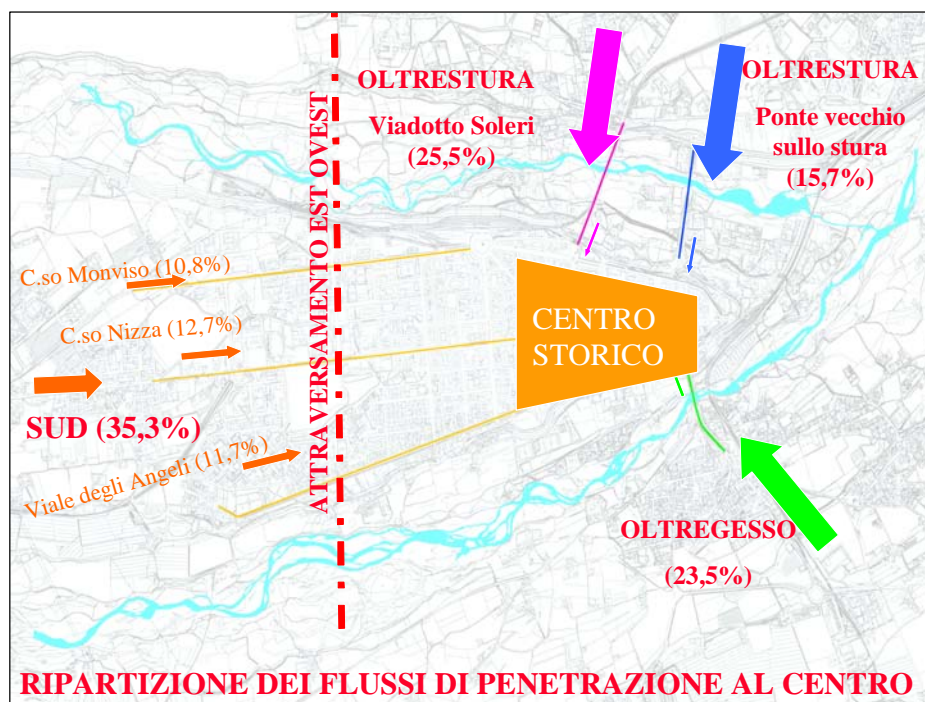 OLTRESTURA
Viadotto Soleri
(25,5%)
OLTRESTURA
Ponte vecchio
sullo stura
(15,7%)
ATTRAVERSAMENTO EST OVEST
C.so Monviso (10,8%)
C.so Nizza (12,7%)
SUD (35,3%)
Viale degli Angeli (11,7%)
CENTRO
STORICO
OLTREGESSO
(23,5%)
RIPARTIZIONE DEI FLUSSI DI PENETRAZIONE AL CENTRO